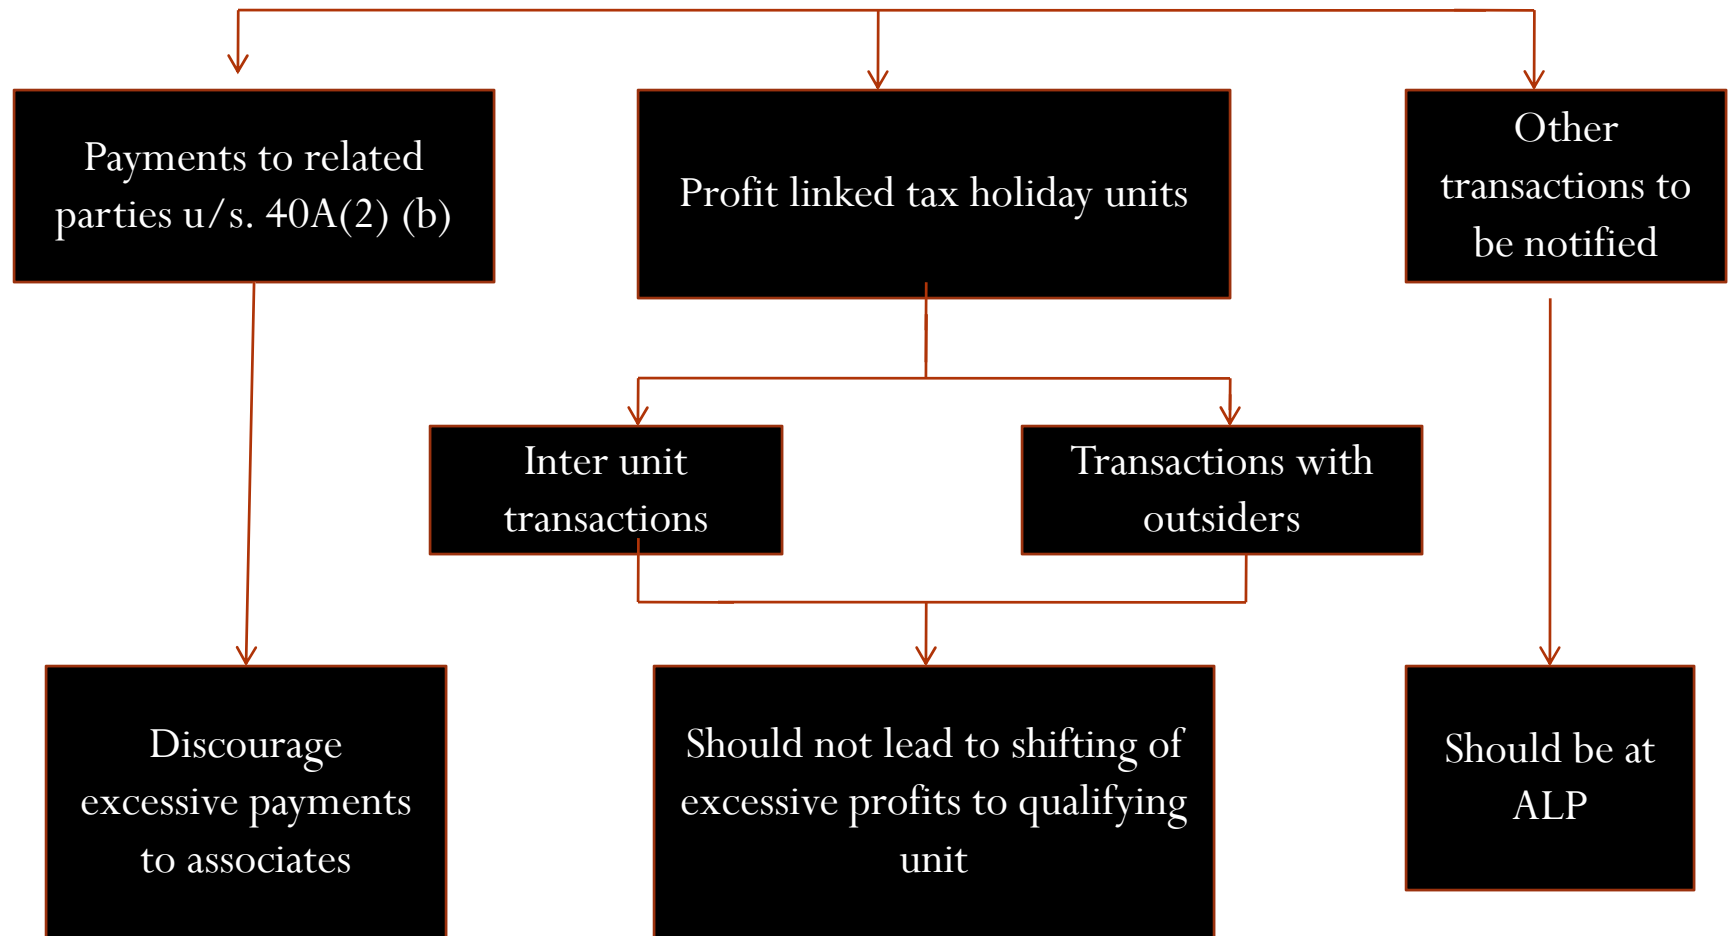 Payments to related
parties u/s. 40A(2) (b)
Profit linked tax holiday units
Other
transactions to
be notified
Inter unit
transactions
Transactions with
outsiders
Discourage
excessive payments
to associates
Should not lead to shifting of
excessive profits to qualifying
unit
Should be at
ALP